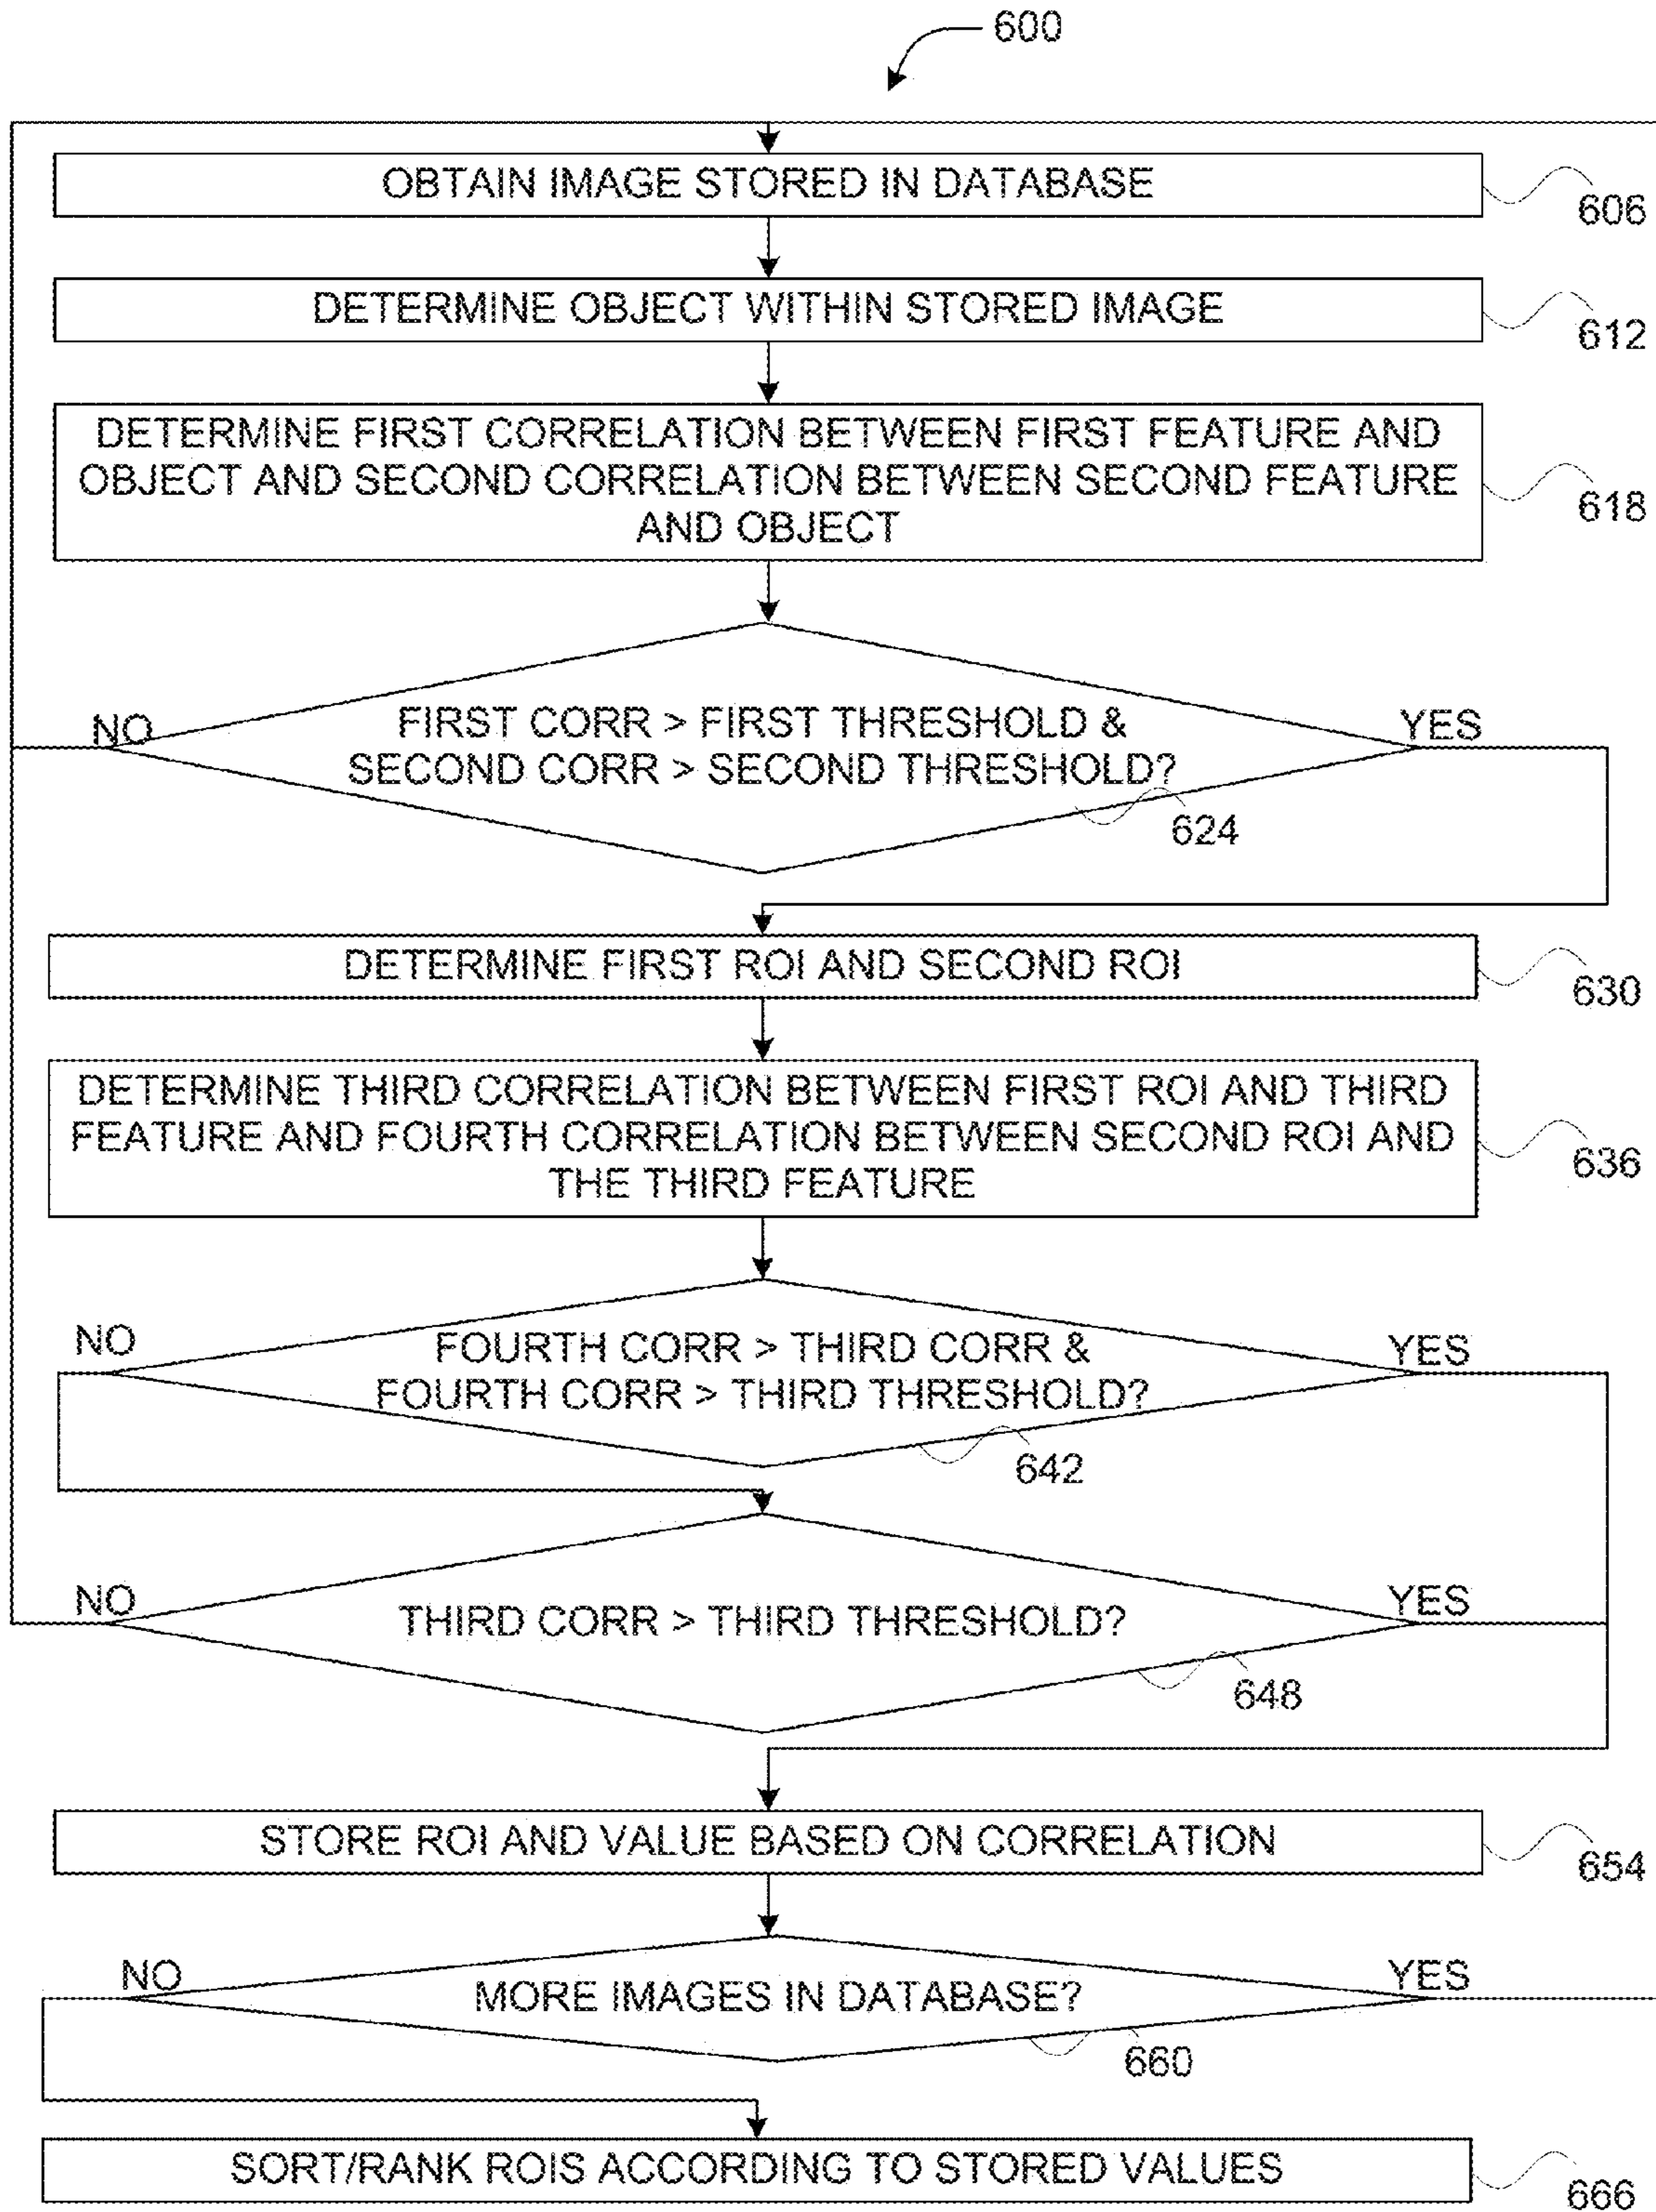 600
OBTAIN IMAGE STORED IN DATABASE
606
DETERMINE OBJECT WITHIN STORED IMAGE
612
DETERMINE FIRST CORRELATION BETWEEN FIRST FEATURE AND
OBJECT AND SECOND CORRELATION BETWEEN SECOND FEATURE
AND OBJECT
618
NO
FIRST CORR > FIRST THRESHOLD &
SECOND CORR > SECOND THRESHOLD?
YES
624
DETERMINE FIRST ROI AND SECOND ROI
630
DETERMINE THIRD CORRELATION BETWEEN FIRST ROI AND THIRD
FEATURE AND FOURTH CORRELATION BETWEEN SECOND ROI AND
THE THIRD FEATURE
636
NO
FOURTH CORR > THIRD CORR &
FOURTH CORR > THIRD THRESHOLD?
YES
642
NO
THIRD CORR > THIRD THRESHOLD?
YES
648
STORE ROI AND VALUE BASED ON CORRELATION
654
NO
MORE IMAGES IN DATABASE?
YES
660
SORT/RANK ROIS ACCORDING TO STORED VALUES
666